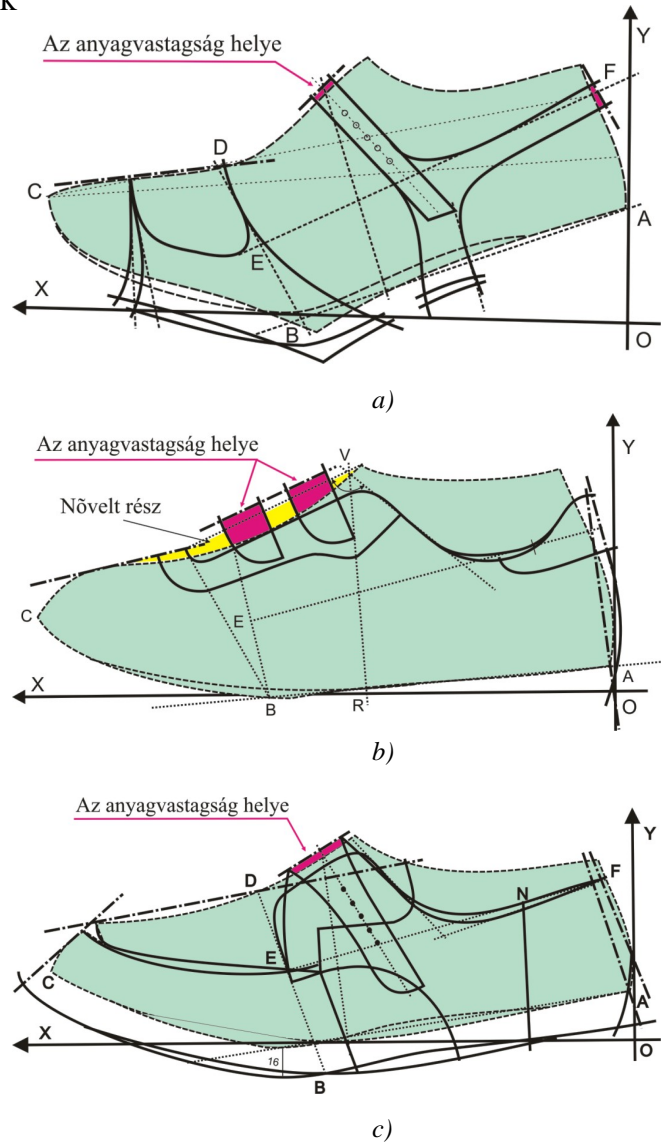 k
Az anyagvastagság helye
Y
F
D
C
A
E
X
B
O
a)
Az anyagvastagság helye
V
Y
Nõvelt rész
C
E
X
A
B
R
O
b)
Az anyagvastagság helye
Y
D
F
N
E
C
A
X
O
16
B
c)